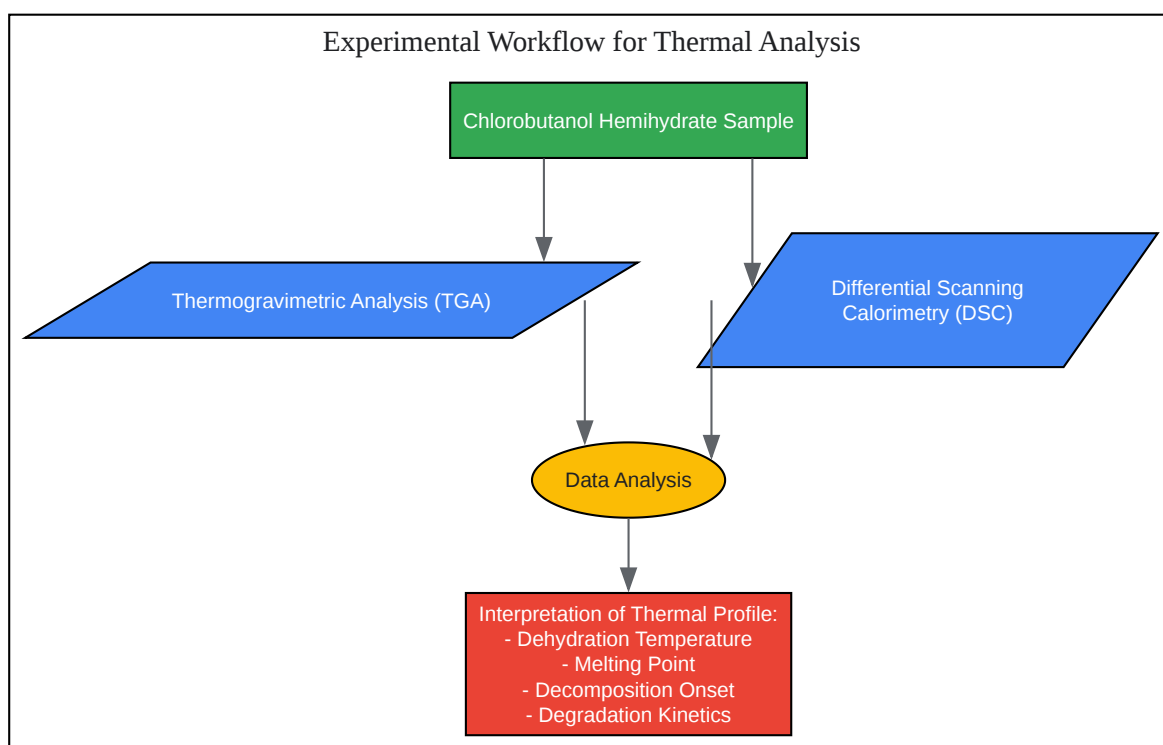 Experimental Workflow for Thermal Analysis
Chlorobutanol Hemihydrate Sample
Thermogravimetric Analysis (TGA)
Differential Scanning
Calorimetry (DSC)
Data Analysis
Interpretation of Thermal Profile:
- Dehydration Temperature
- Melting Point
- Decomposition Onset
- Degradation Kinetics